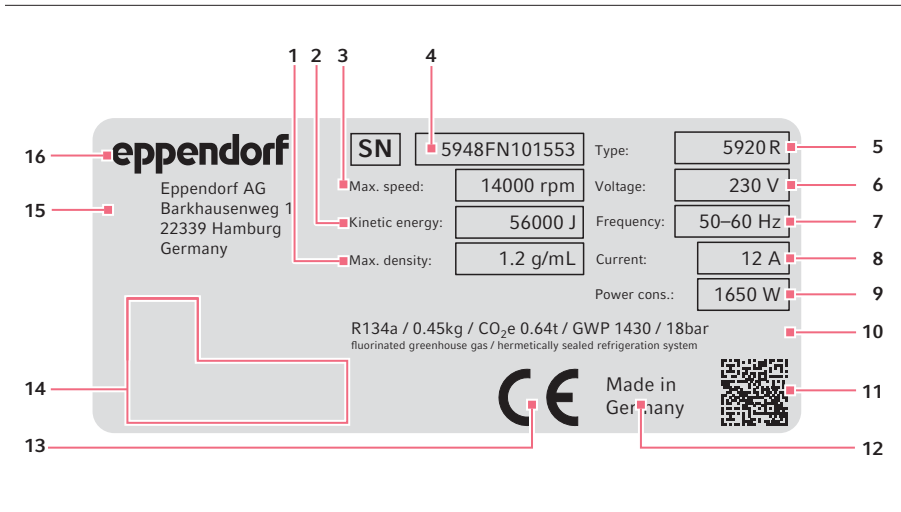 1 2 3 4
16 eppendorf SN 5948FN101553 Type: 5920 R 5
Eppendorf AG Max. speed: 14000 rpm Voltage: 230 V 6
15 Barkhausenweg 1
22339 Hamburg Kinetic energy: 56000 J Frequency: 50–60 Hz 7
Germany
Max. density: 1.2 g/mL Current: 12 A 8
Power cons.: 1650 W 9
R134a / 0.45kg / CO₂e 0.64t / GWP 1430 / 18bar 10
fluorinated greenhouse gas / hermetically sealed refrigeration system
14 CE Made in 11
Germany
13 12